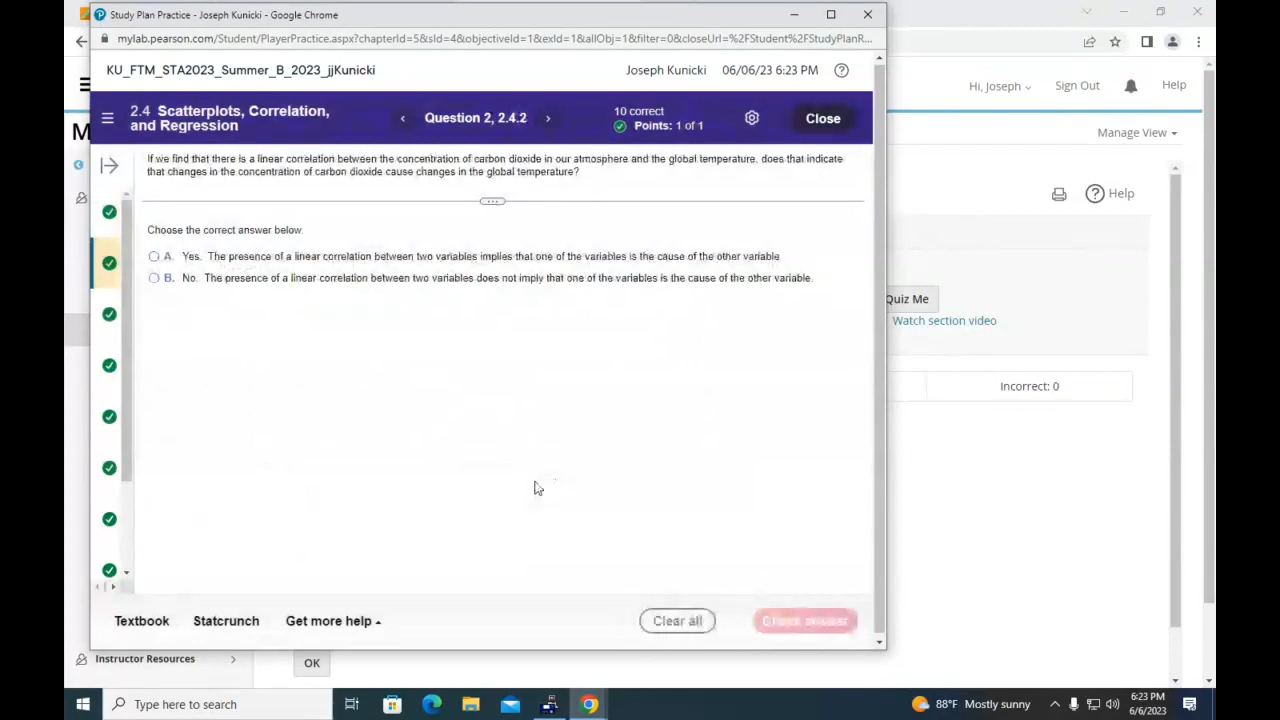 Study Plan Practice - Joseph Kunicki - Google Chrome
mylab.pearson.com/Student/PlayerPractice.aspx?chapterId=5&sId=4&objectiveId=1&exId=1&allObj=1&filter=0&closeUrl=%2FStudent%2FStudyPlanR...
KU_FTM_STA2023_Summer_B_2023_jjKunicki
Joseph Kunicki
06/06/23 6:23 PM
Hi, Joseph
Sign Out
Help
2.4 Scatterplots, Correlation,
and Regression
Question 2, 2.4.2
10 correct
Points: 1 of 1
Close
M
Manage View
If we find that there is a linear correlation between the concentration of carbon dioxide in our atmosphere and the global temperature, does that indicate
that changes in the concentration of carbon dioxide cause changes in the global temperature?
Help
Choose the correct answer below.
A. Yes. The presence of a linear correlation between two variables implies that one of the variables is the cause of the other variable.
B. No. The presence of a linear correlation between two variables does not imply that one of the variables is the cause of the other variable.
Quiz Me
Watch section video
Incorrect: 0
Textbook
Statcrunch
Get more help
Clear all
Check answer
Instructor Resources
OK
Type here to search
88°F Mostly sunny
6:23 PM
6/6/2023